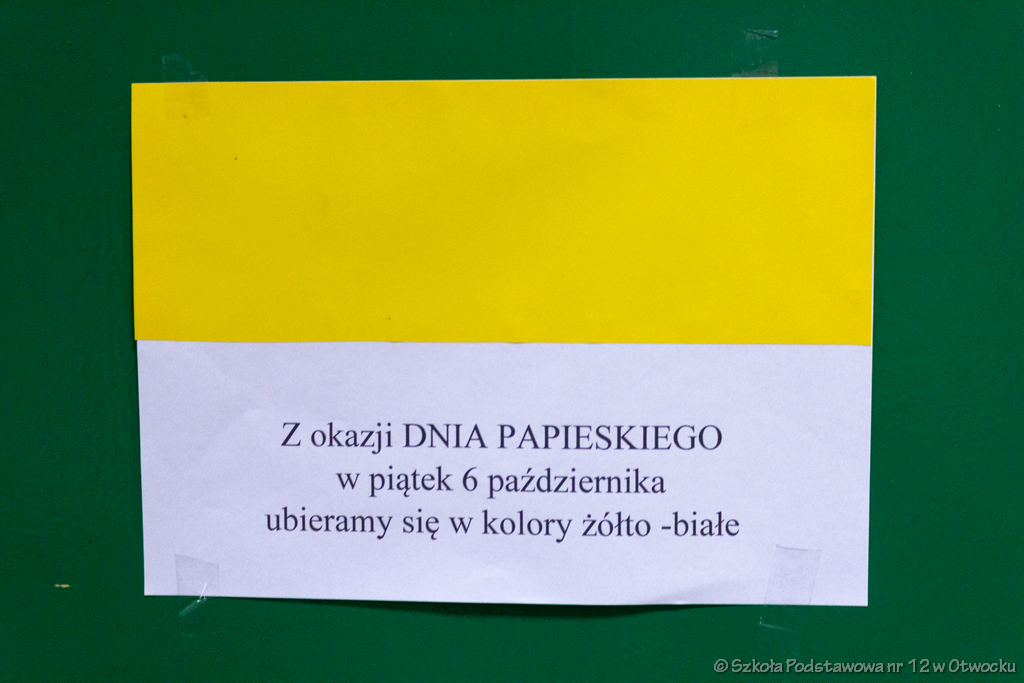 Z okazji DNIA PAPIESKIEGO
w piątek 6 października
ubieramy się w kolory żółto -białe
© Szkoła Podstawowa nr 12 w Otwocku